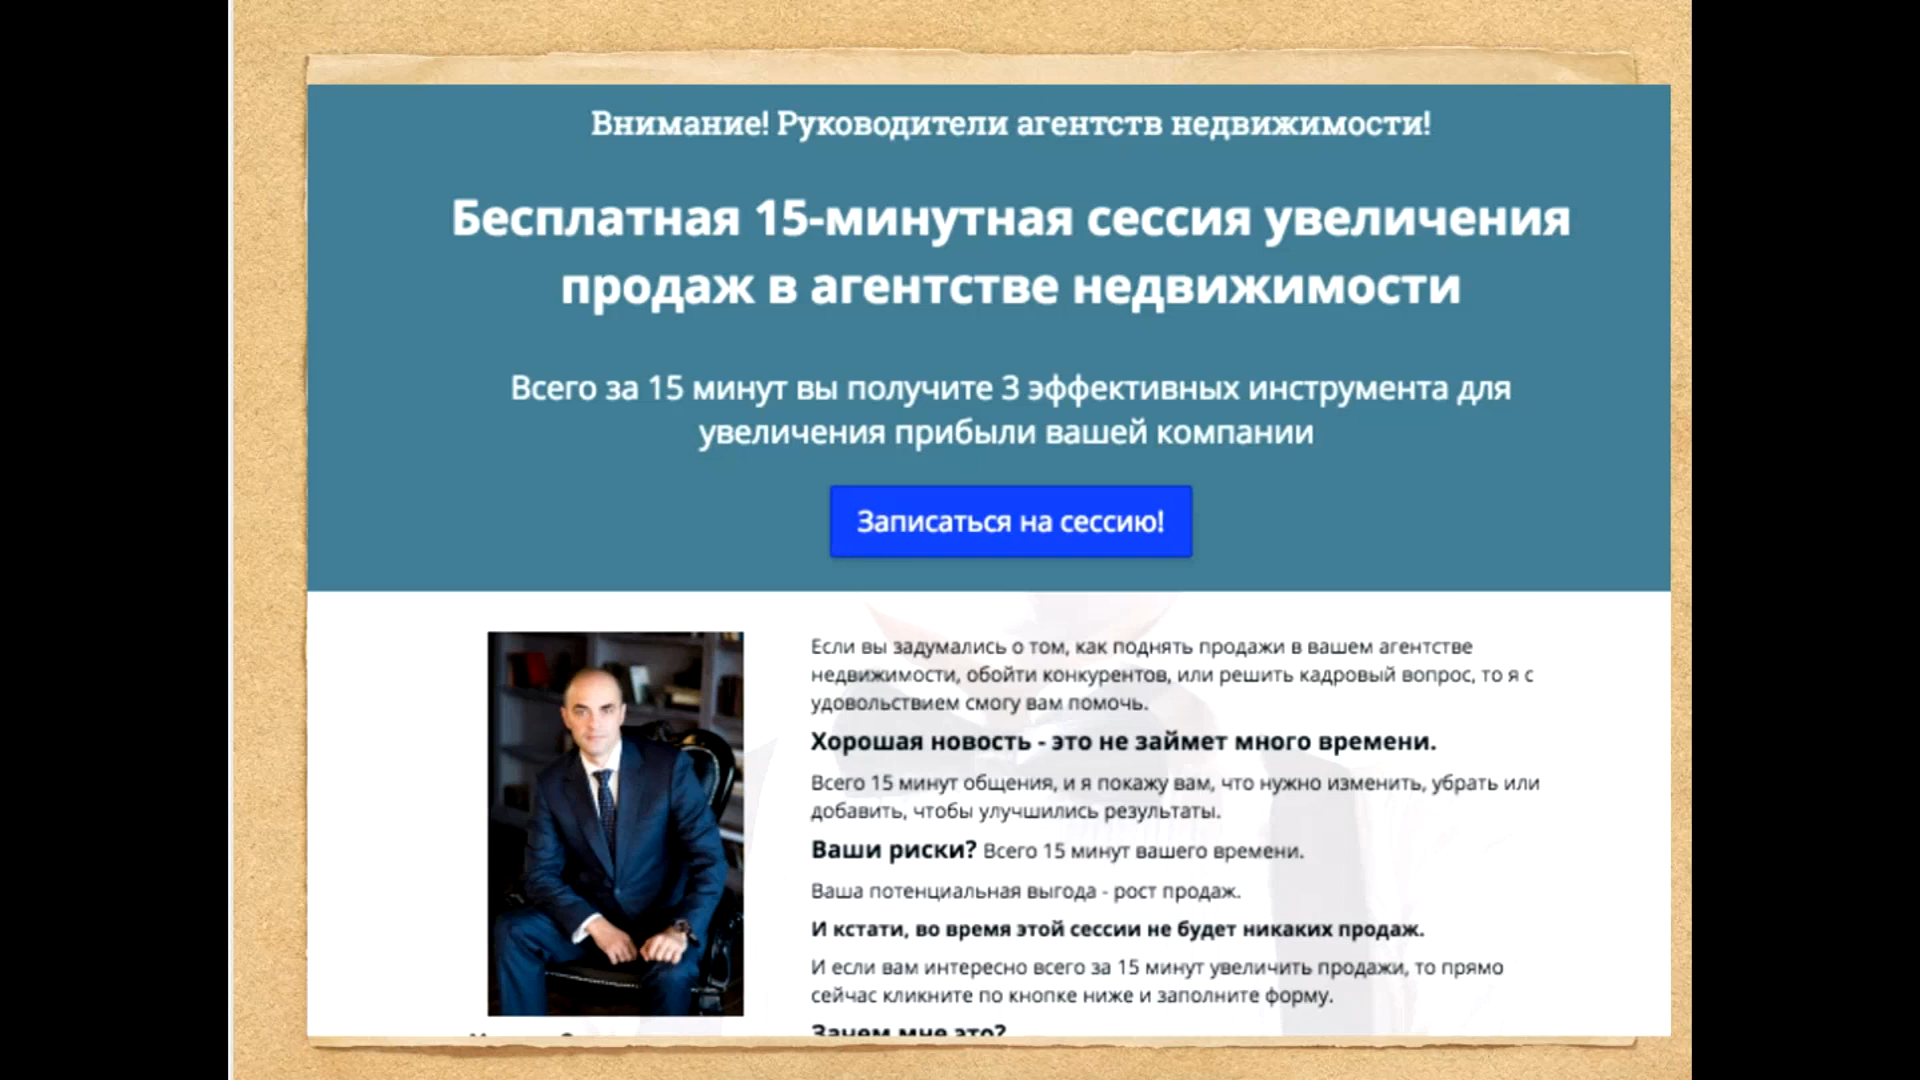 Внимание! Руководители агентств недвижимости!
Бесплатная 15-минутная сессия увеличения
продаж в агентстве недвижимости
Всего за 15 минут вы получите 3 эффективных инструмента для
увеличения прибыли вашей компании
Записаться на сессию!
Если вы задумались о том, как поднять продажи в вашем агентстве
недвижимости, обойти конкурентов, или решить кадровый вопрос, то я с
удовольствием смогу вам помочь.
Хорошая новость - это не займет много времени.
Всего 15 минут общения, и я покажу вам, что нужно изменить, убрать или
добавить, чтобы улучшились результаты.
Ваши риски? Всего 15 минут вашего времени.
Ваша потенциальная выгода - рост продаж.
И кстати, во время этой сессии не будет никаких продаж.
И если вам интересно всего за 15 минут увеличить продажи, то прямо
сейчас кликните по кнопке ниже и заполните форму.
Зачем мне это?